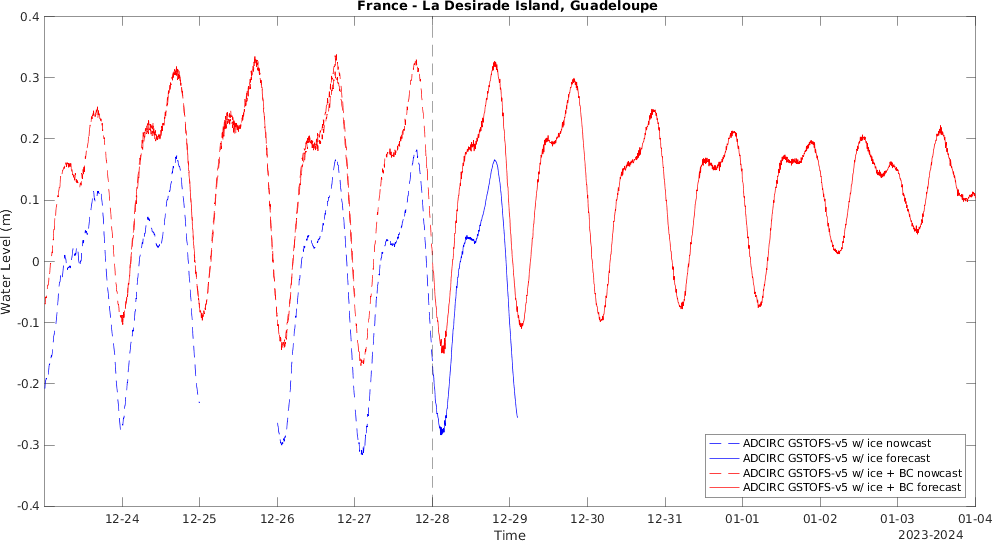 France - La Desirade Island, Guadeloupe
0.4
0.3
0.2
0.1
0
-0.1
-0.2
-0.3
-0.4
Water Level (m)
ADCIRC GSTOFS-v5 w/ ice nowcast
ADCIRC GSTOFS-v5 w/ ice forecast
ADCIRC GSTOFS-v5 w/ ice + BC nowcast
ADCIRC GSTOFS-v5 w/ ice + BC forecast
12-24 12-25 12-26 12-27 12-28 12-29 12-30 12-31 01-01 01-02 01-03 01-04
Time
2023-2024